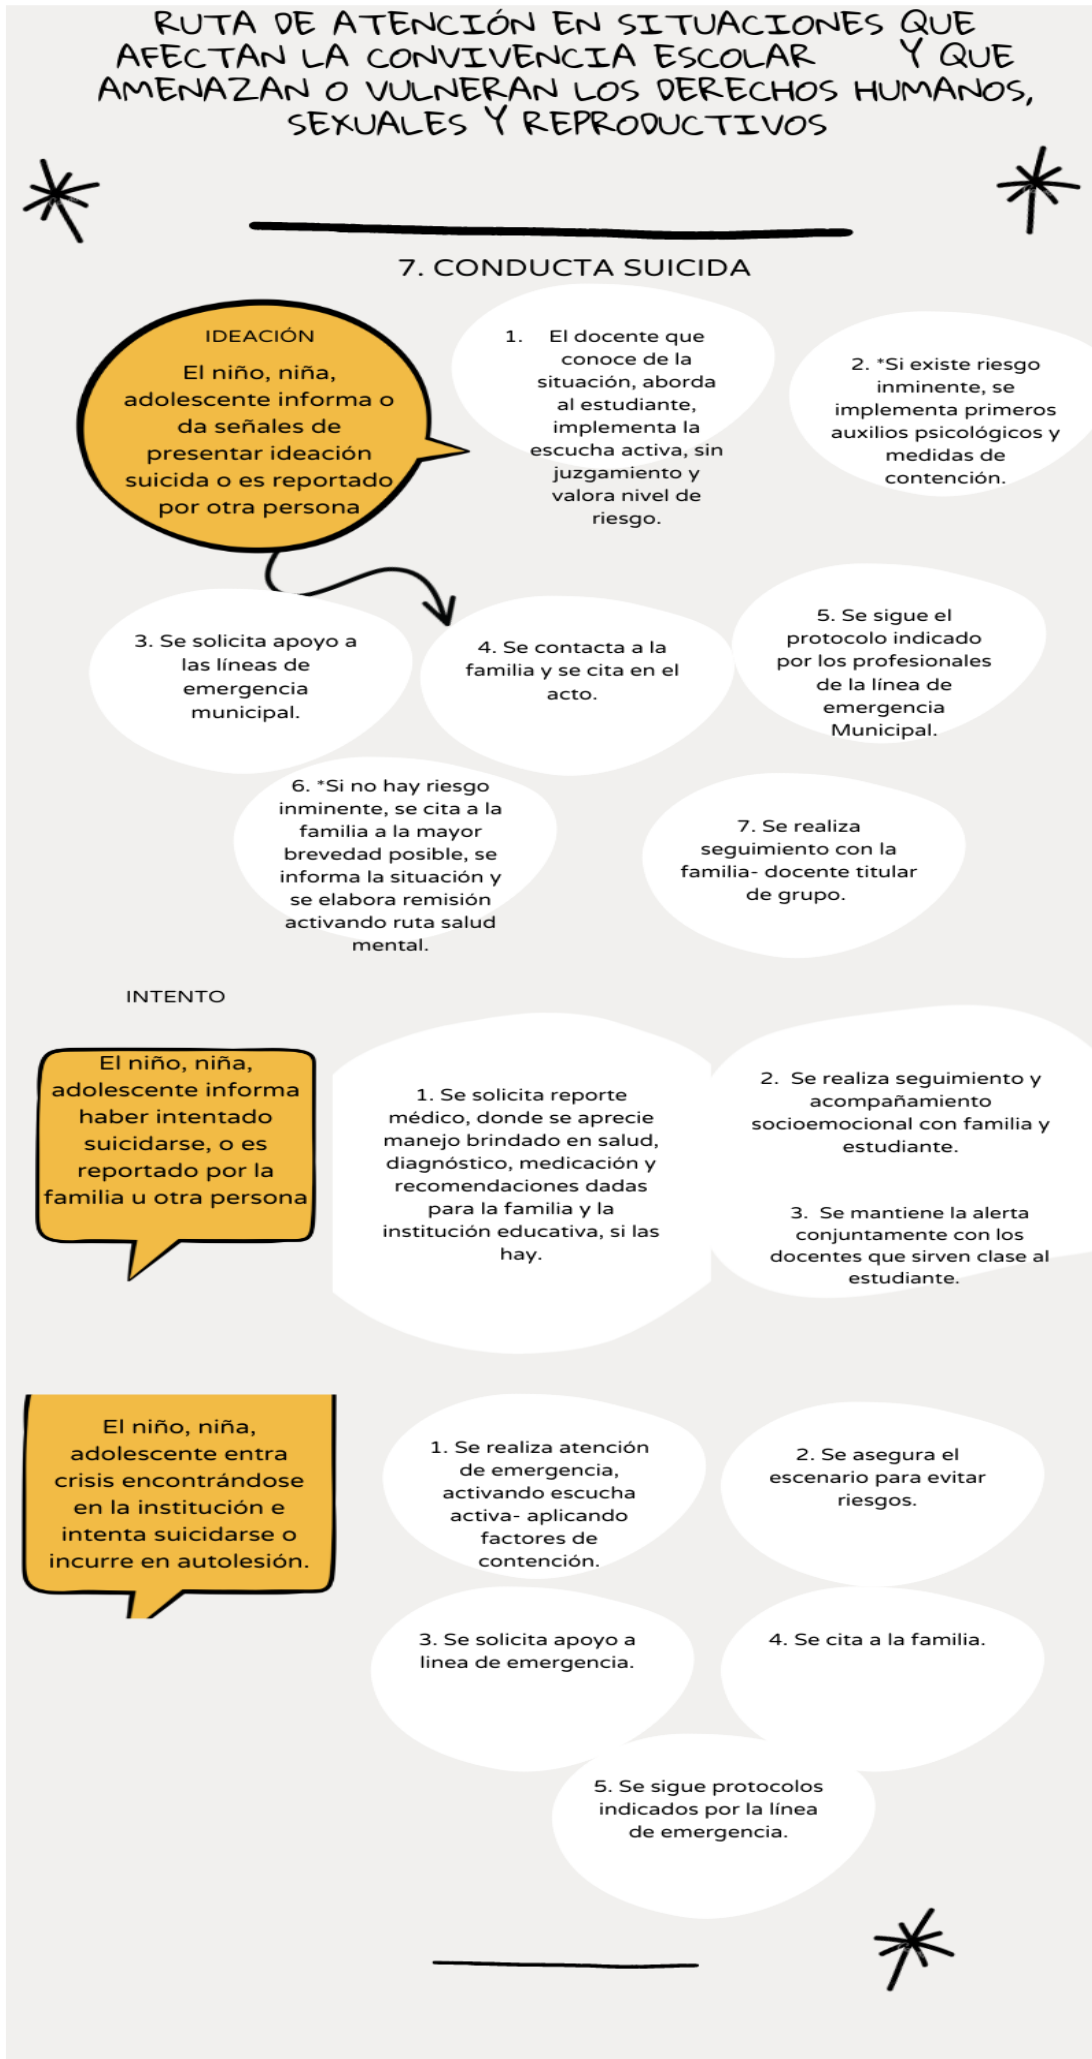 RUTA DE ATENCIÓN EN SITUACIONES QUE
AFECTAN LA CONVIVENCIA ESCOLAR Y QUE
AMENAZAN O VULNERAN LOS DERECHOS HUMANOS,
SEXUALES Y REPRODUCTIVOS
7. CONDUCTA SUICIDA
IDEACIÓN
El niño, niña,
adolescente informa o
da señales de
presentar ideación
suicida o es reportado
por otra persona
1. El docente que
conoce de la
situación, aborda
al estudiante,
implementa la
escucha activa, sin
juzgamiento y
valora nivel de
riesgo.
2. *Si existe riesgo
inminente, se
implementa primeros
auxilios psicológicos y
medidas de
contención.
3. Se solicita apoyo a
las líneas de
emergencia
municipal.
4. Se contacta a la
familia y se cita en el
acto.
5. Se sigue el
protocolo indicado
por los profesionales
de la línea de
emergencia
Municipal.
6. *Si no hay riesgo
inminente, se cita a la
familia a la mayor
brevedad posible, se
informa la situación y
se elabora remisión
activando ruta salud
mental.
7. Se realiza
seguimiento con la
familia- docente titular
de grupo.
INTENTO
El niño, niña,
adolescente informa
haber intentado
suicidarse, o es
reportado por la
familia u otra persona
1. Se solicita reporte
médico, donde se aprecie
manejo brindado en salud,
diagnóstico, medicación y
recomendaciones dadas
para la familia y la
institución educativa, si las
hay.
2. Se realiza seguimiento y
acompañamiento
socioemocional con familia y
estudiante.
3. Se mantiene la alerta
conjuntamente con los
docentes que sirven clase al
estudiante.
El niño, niña,
adolescente entra
crisis encontrándose
en la institución e
intenta suicidarse o
incurre en autolesión.
1. Se realiza atención
de emergencia,
activando escucha
activa- aplicando
factores de
contención.
2. Se asegura el
escenario para evitar
riesgos.
3. Se solicita apoyo a
linea de emergencia.
4. Se cita a la familia.
5. Se sigue protocolos
indicados por la línea
de emergencia.